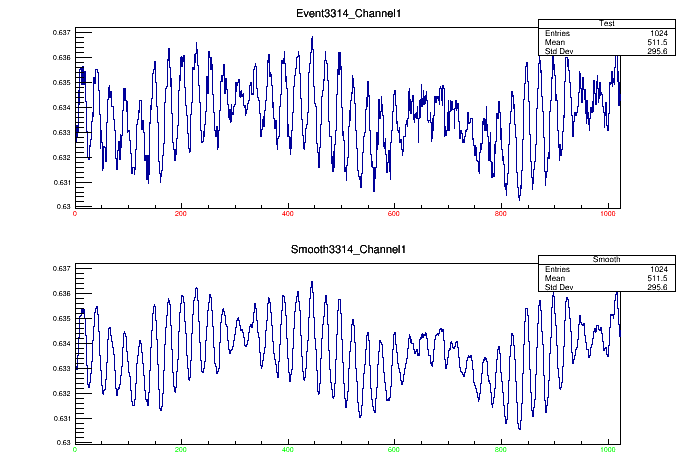 Event3314_Channel1
Test
Entries 1024
Mean 511.5
Std Dev 295.6
0.637
0.636
0.635
0.634
0.633
0.632
0.631
0.63
0 200 400 600 800 1000
Smooth3314_Channel1
Smooth
Entries 1024
Mean 511.5
Std Dev 295.6
0.637
0.636
0.635
0.634
0.633
0.632
0.631
0.63
0 200 400 600 800 1000